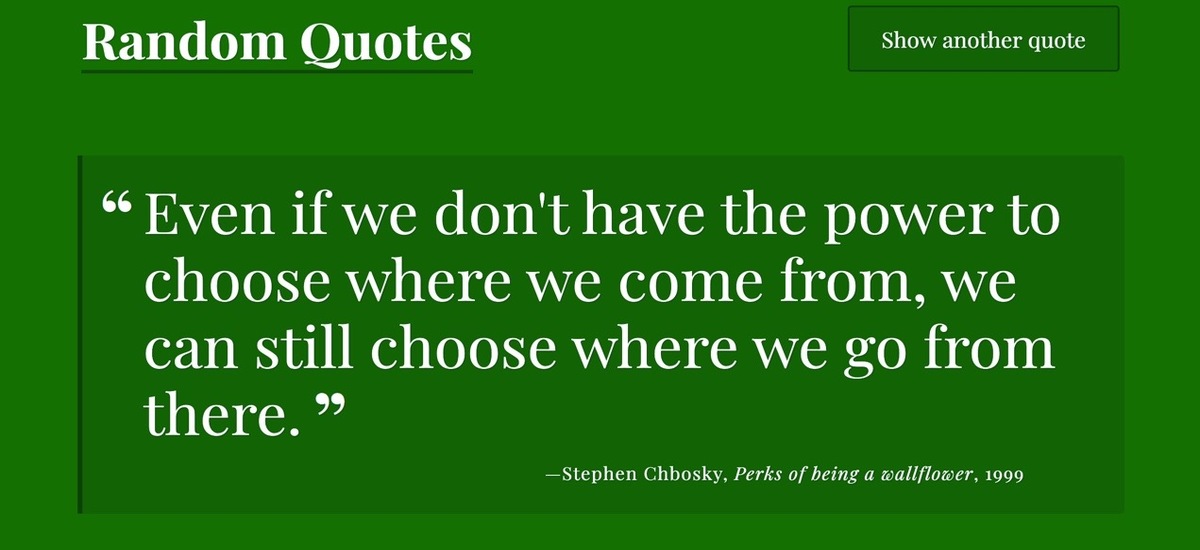 Random Quotes
Show another quote
“ Even if we don't have the power to
choose where we come from, we
can still choose where we go from
there. ”
—Stephen Chbosky, Perks of being a wallflower, 1999